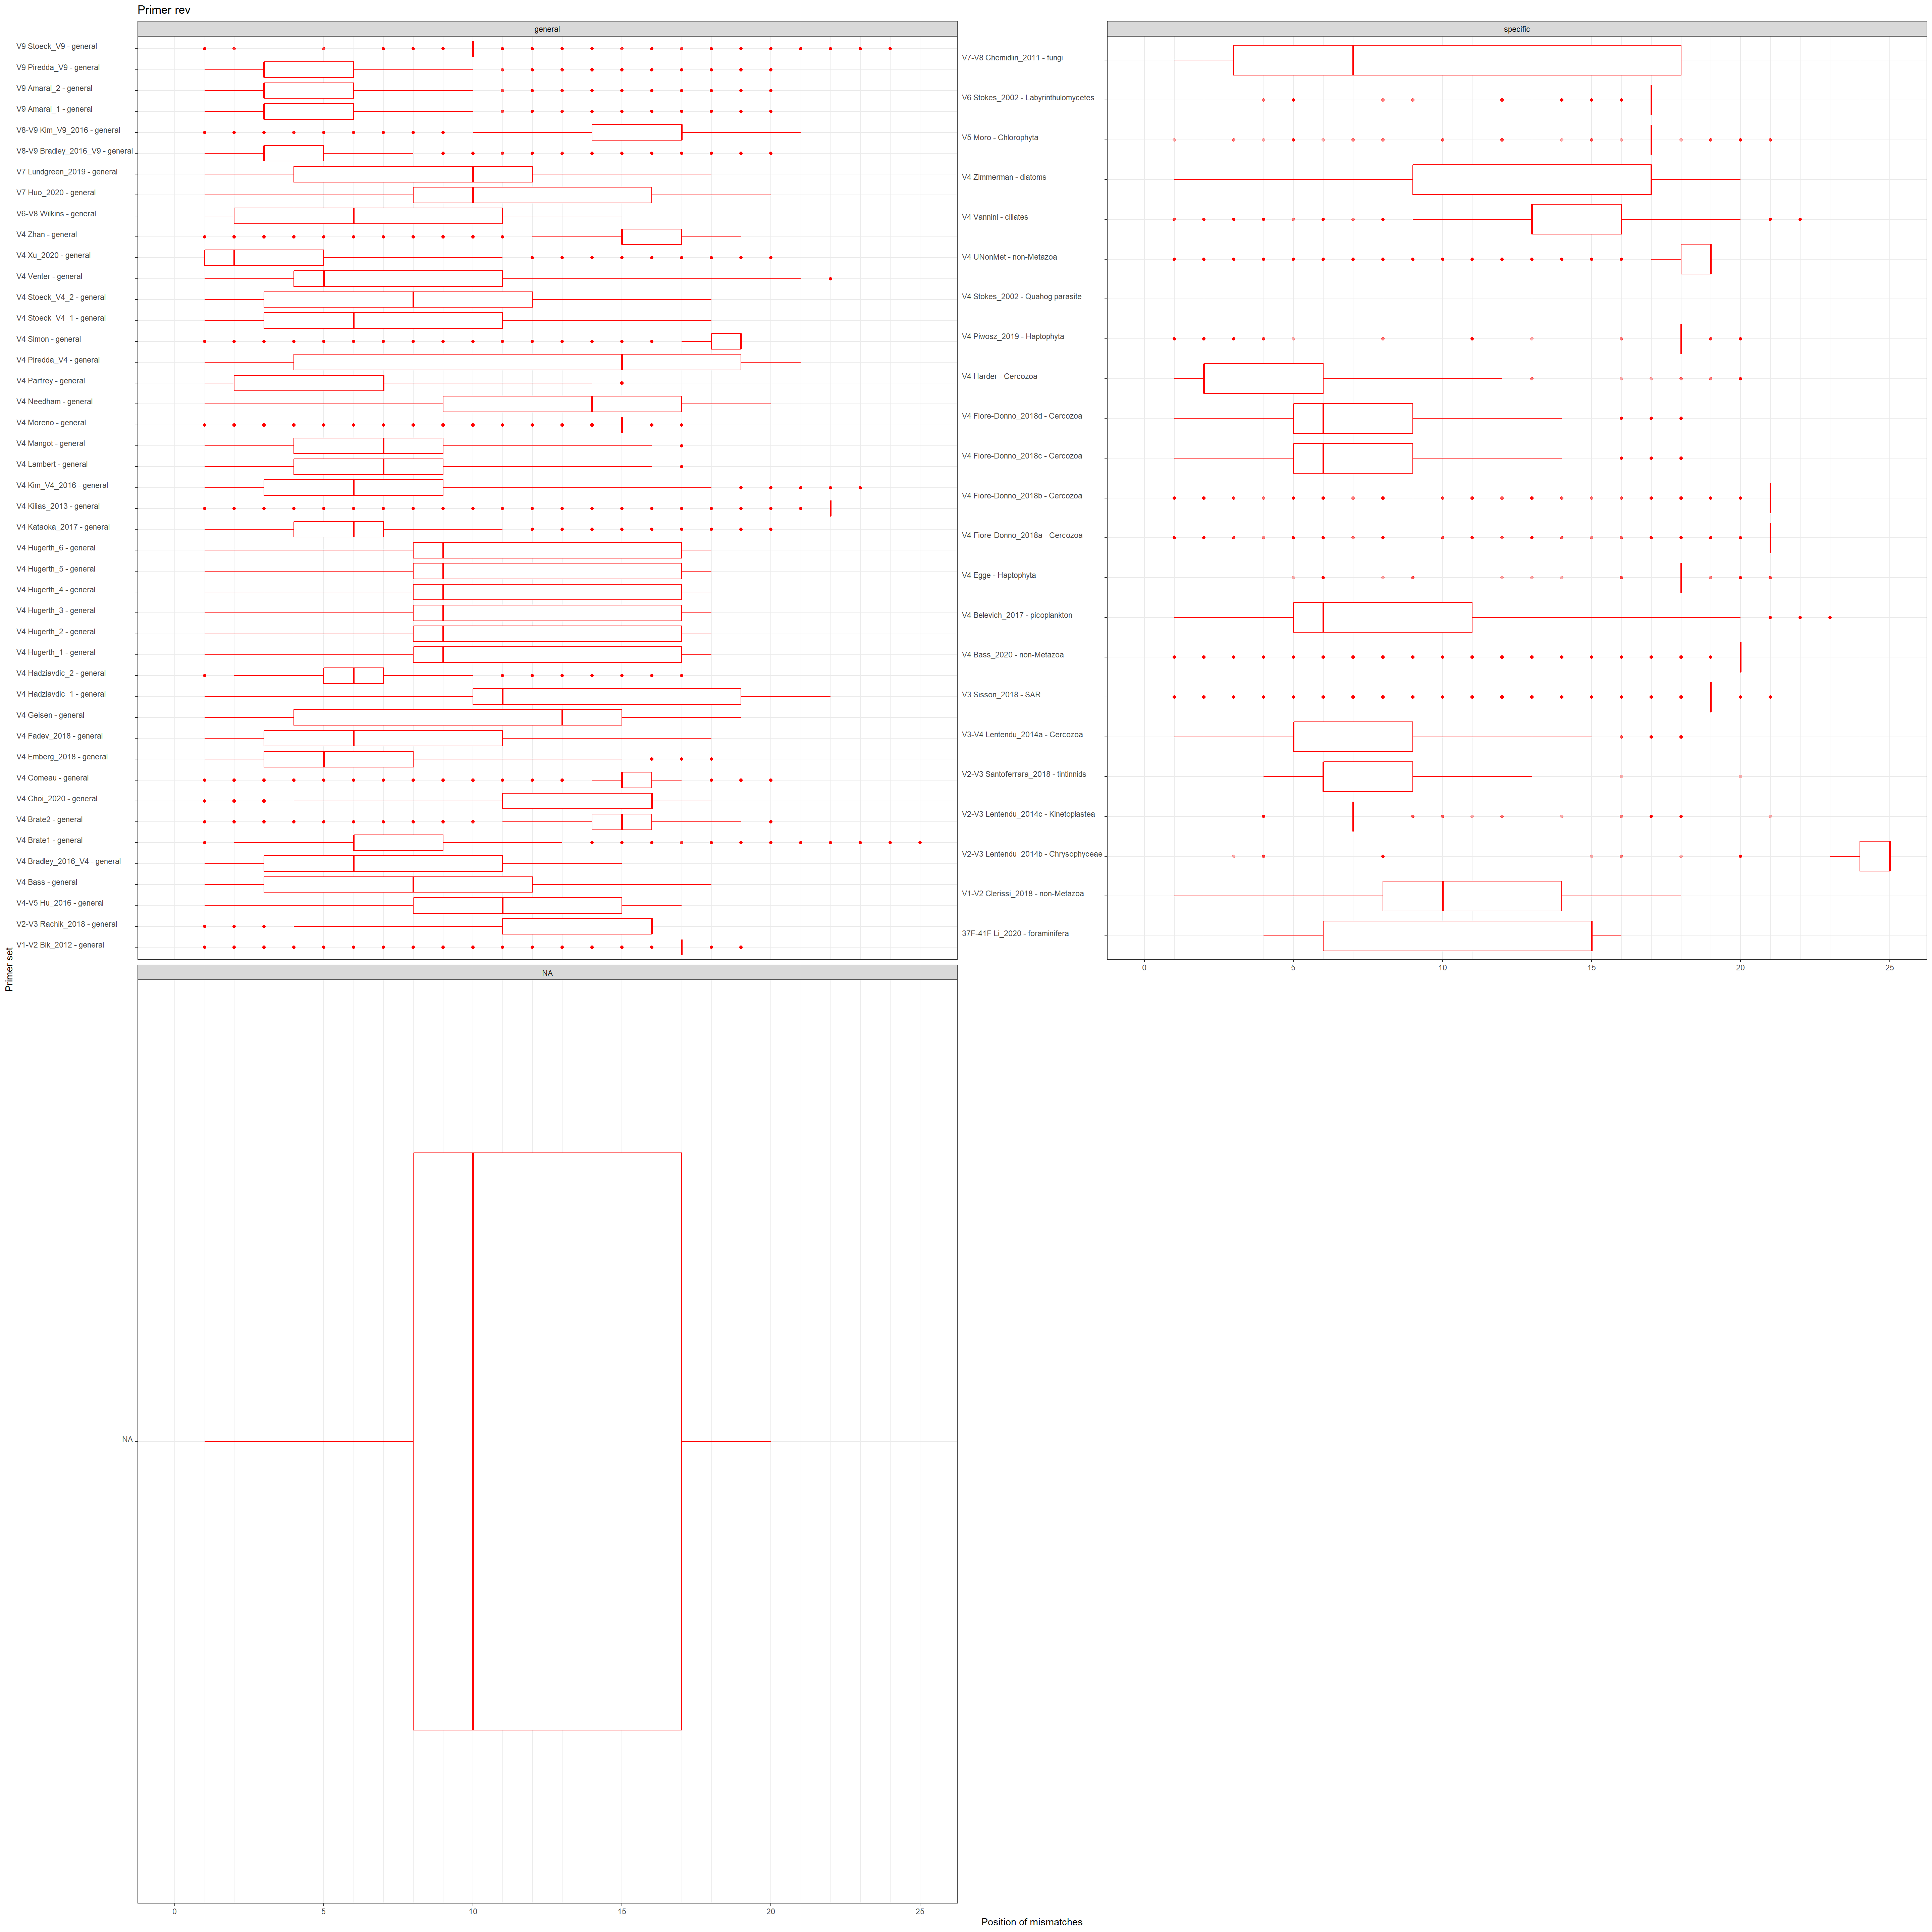 Primer rev
general
V9 Stoeck_V9 - general
V9 Piredda_V9 - general
V9 Amaral_2 - general
V9 Amaral_1 - general
V8-V9 Kim_V9_2016 - general
V8-V9 Bradley_2016_V9 - general
V7 Lundgreen_2019 - general
V7 Huo_2020 - general
V6-V8 Wilkins - general
V4 Zhan - general
V4 Xu_2020 - general
V4 Venter - general
V4 Stoeck_V4_2 - general
V4 Stoeck_V4_1 - general
V4 Simon - general
V4 Piredda_V4 - general
V4 Parfrey - general
V4 Needham - general
V4 Moreno - general
V4 Mangot - general
V4 Lambert - general
V4 Kim_V4_2016 - general
V4 Kilias_2013 - general
V4 Kataoka_2017 - general
V4 Hugerth_6 - general
V4 Hugerth_5 - general
V4 Hugerth_4 - general
V4 Hugerth_3 - general
V4 Hugerth_2 - general
V4 Hugerth_1 - general
V4 Hadziavdic_2 - general
V4 Hadziavdic_1 - general
V4 Geisen - general
V4 Fadev_2018 - general
V4 Emberg_2018 - general
V4 Comeau - general
V4 Choi_2020 - general
V4 Brate2 - general
V4 Brate1 - general
V4 Bradley_2016_V4 - general
V4 Bass - general
V4-V5 Hu_2016 - general
V2-V3 Rachik_2018 - general
V1-V2 Bik_2012 - general
specific
V7-V8 Chemidlin_2011 - fungi
V6 Stokes_2002 - Labyrinthulomycetes
V5 Moro - Chlorophyta
V4 Zimmerman - diatoms
V4 Vannini - ciliates
V4 UNonMet - non-Metazoa
V4 Stokes_2002 - Quahog parasite
V4 Piwosz_2019 - Haptophyta
V4 Harder - Cercozoa
V4 Fiore-Donno_2018d - Cercozoa
V4 Fiore-Donno_2018c - Cercozoa
V4 Fiore-Donno_2018b - Cercozoa
V4 Fiore-Donno_2018a - Cercozoa
V4 Egge - Haptophyta
V4 Belevich_2017 - picoplankton
V4 Bass_2020 - non-Metazoa
V3 Sisson_2018 - SAR
V3-V4 Lentendu_2014a - Cercozoa
V2-V3 Santoferrara_2018 - tintinnids
V2-V3 Lentendu_2014c - Kinetoplastea
V2-V3 Lentendu_2014b - Chrysophyceae
V1-V2 Clerissi_2018 - non-Metazoa
37F-41F Li_2020 - foraminifera
0 5 10 15 20 25
Primer set
NA
NA
0 5 10 15 20 25
Position of mismatches